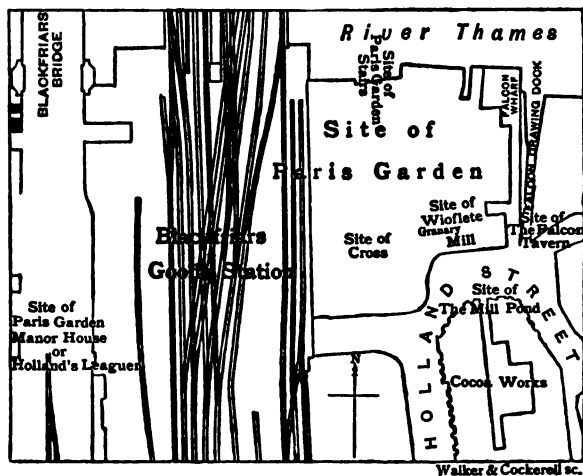 River Thames
BLACKFRIARS
BRIDGE
Site of
Paris Garden
Stairs
FALCON
WHARF
FALCON DRAWING DOCK
Site of
Paris Garden
Site of
Wioflete
Granary Mill
Site of
The Falcon
Tavern
Site of
Cross
Blackfriars
Goods Station
HOLLAND STREET
Site of
The Mill Pond
Site of
Paris Garden
Manor House
or
Holland's Leaguer
N
Cocoa Works
Walker & Cockerell sc.